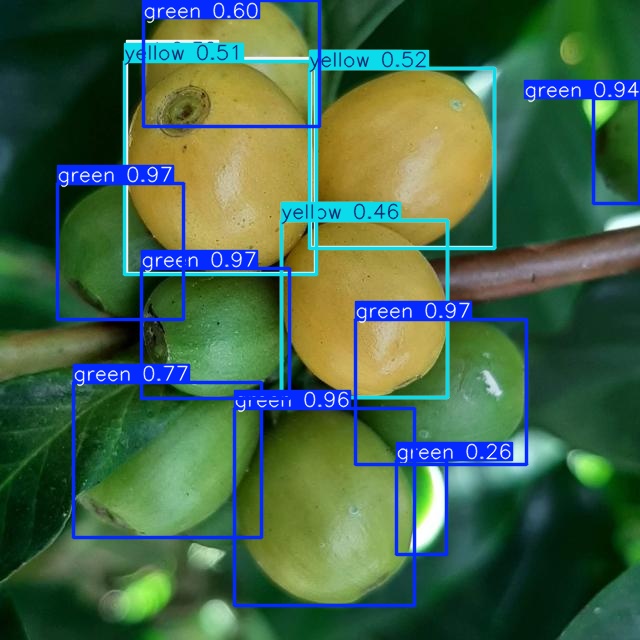 green 0.60
yellow 0.51
yellow 0.52
green 0.94
green 0.97
yellow 0.46
green 0.97
green 0.97
green 0.77
green 0.96
green 0.26